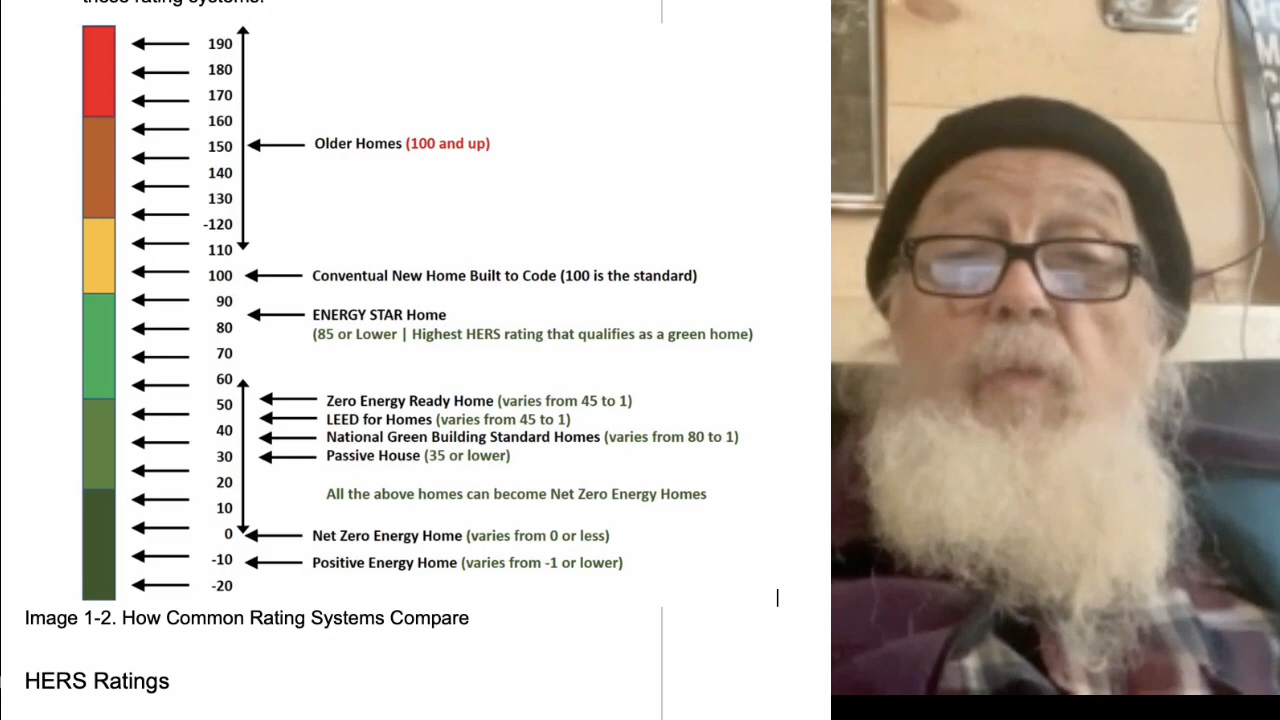 these rating systems.
190
180
170
160
150
Older Homes (100 and up)
140
130
-120
110
100
Conventual New Home Built to Code (100 is the standard)
90
ENERGY STAR Home
80
(85 or Lower | Highest HERS rating that qualifies as a green home)
70
60
50
Zero Energy Ready Home (varies from 45 to 1)
LEED for Homes (varies from 45 to 1)
40
National Green Building Standard Homes (varies from 80 to 1)
30
Passive House (35 or lower)
20
All the above homes can become Net Zero Energy Homes
10
0
Net Zero Energy Home (varies from 0 or less)
-10
Positive Energy Home (varies from -1 or lower)
-20
Image 1-2. How Common Rating Systems Compare
HERS Ratings